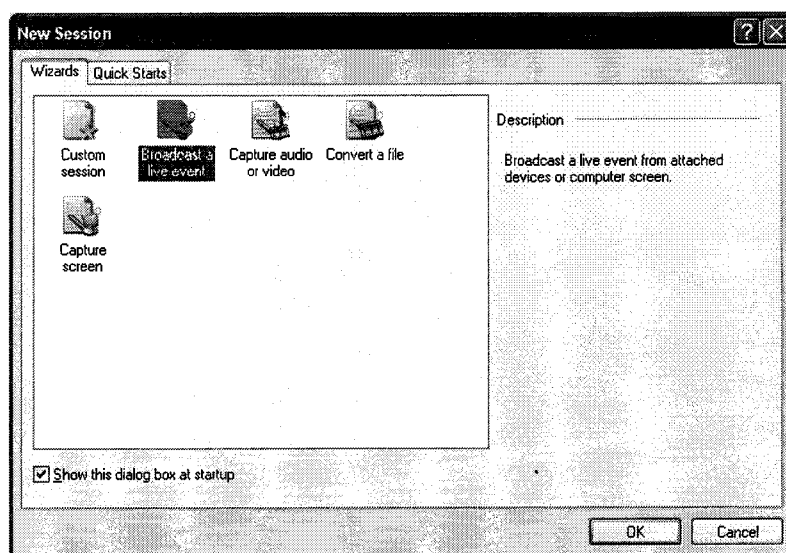 New Session
Wizards Quick Starts
Custom session
Broadcast a live event
Capture audio or video
Convert a file
Capture screen
Description
Broadcast a live event from attached
devices or computer screen.
Show this dialog box at startup
OK Cancel